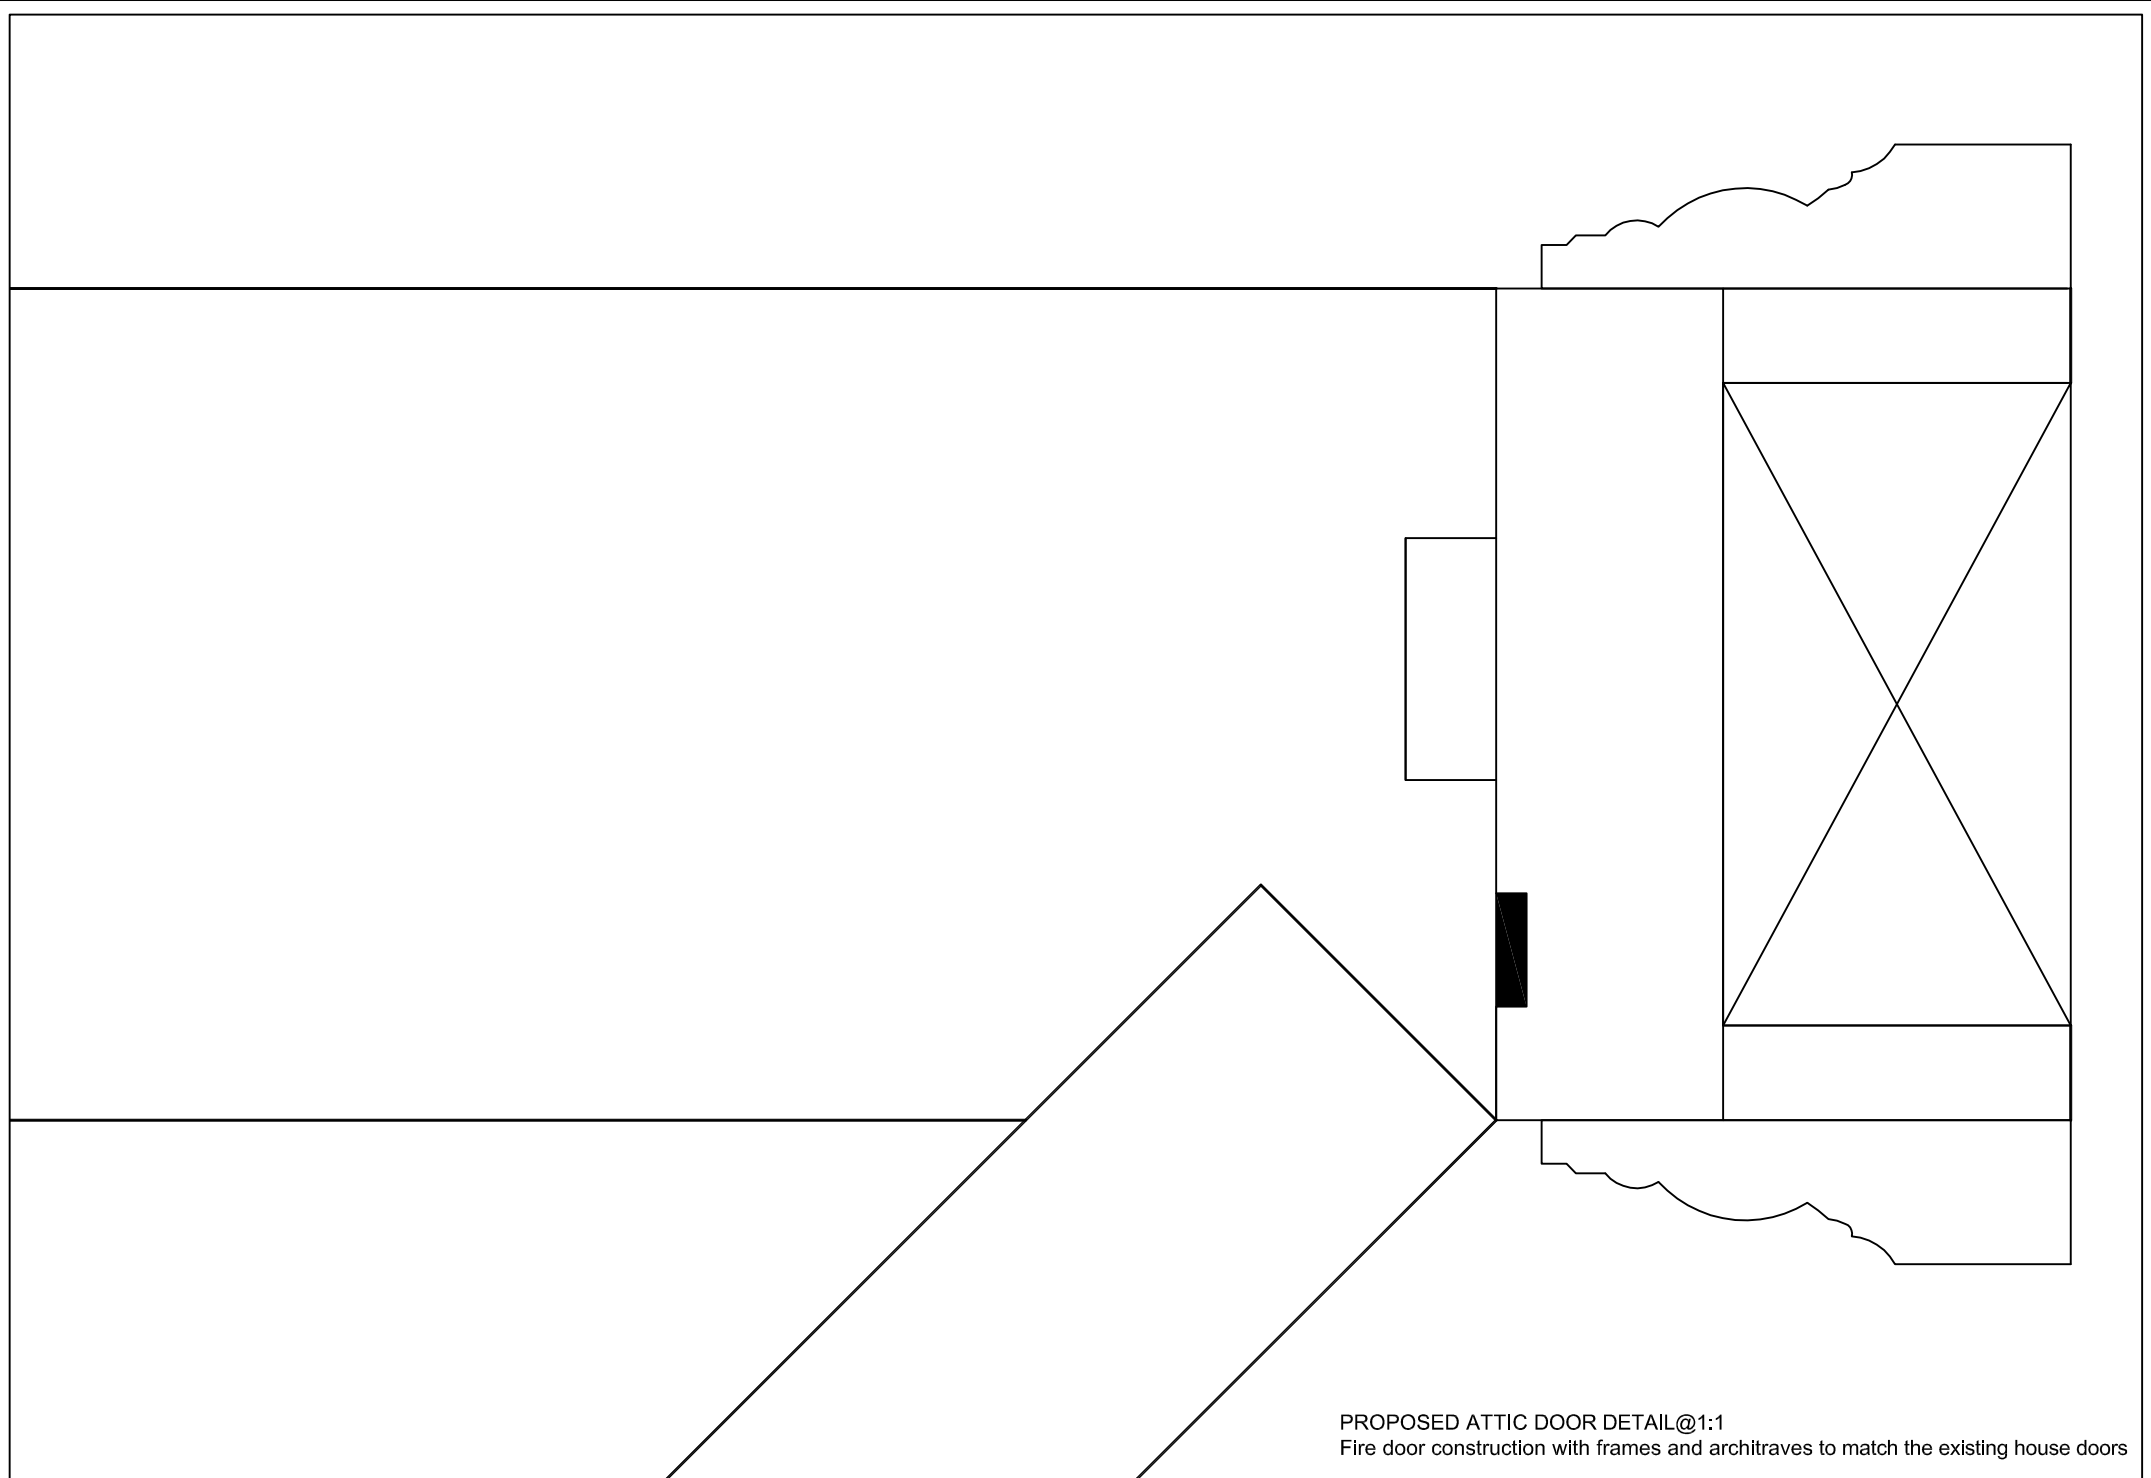 PROPOSED ATTIC DOOR DETAIL@1:1
Fire door construction with frames and architraves to match the existing house doors